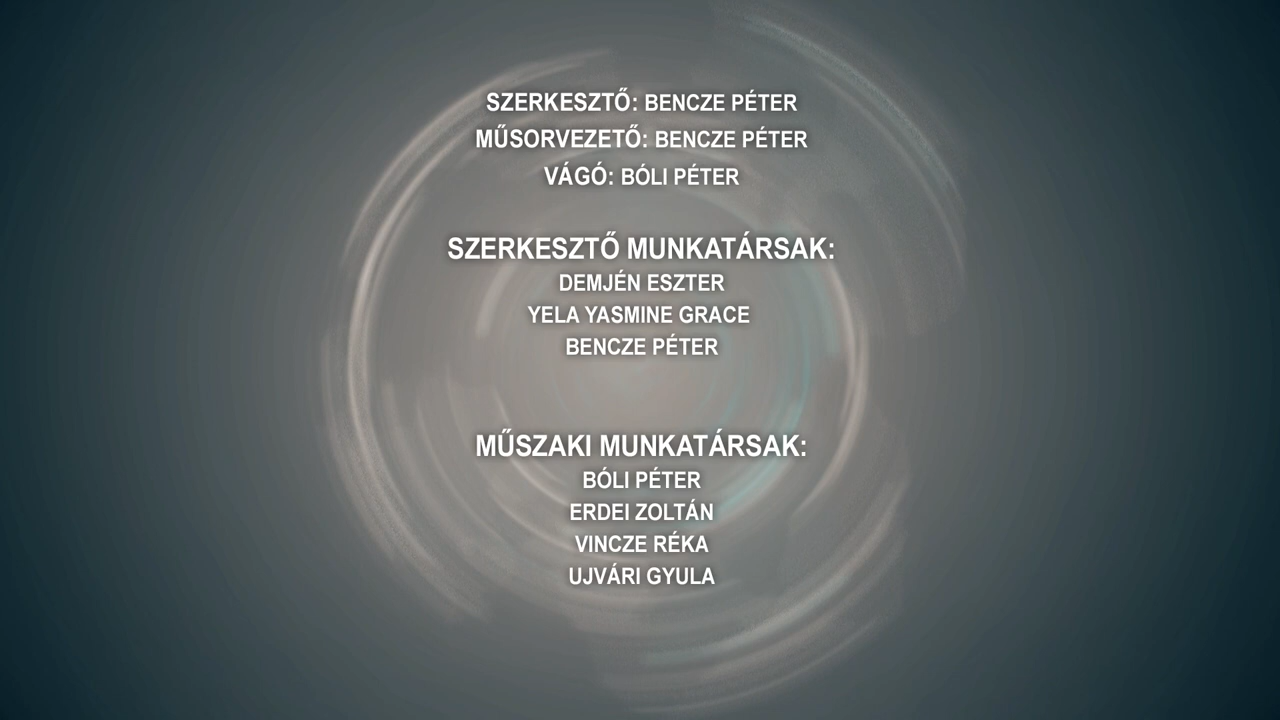 SZERKESZTŐ: BENCZE PÉTER
MŰSORVEZETŐ: BENCZE PÉTER
VÁGÓ: BÓLI PÉTER
SZERKESZTŐ MUNKATÁRSAK:
DEMJÉN ESZTER
YELA YASMINE GRACE
BENCZE PÉTER
MŰSZAKI MUNKATÁRSAK:
BÓLI PÉTER
ERDEI ZOLTÁN
VINCZE RÉKA
UJVÁRI GYULA